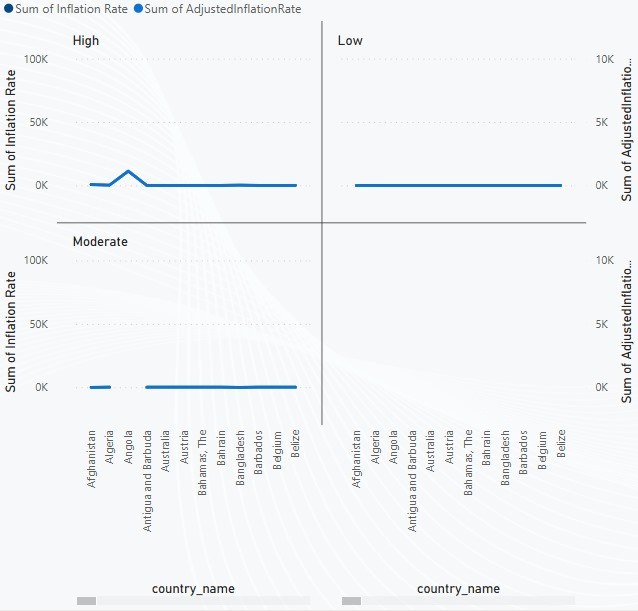 Sum of Inflation Rate Sum of AdjustedInflationRate
High
Low
100K
50K
0K
Sum of Inflation Rate
10K
5K
0K
Sum of AdjustedInflatio...
Moderate
100K
50K
0K
Sum of Inflation Rate
10K
5K
0K
Sum of AdjustedInflatio...
Afghanistan
Algeria
Angola
Antigua and Barbuda
Australia
Austria
Bahamas, The
Bahrain
Bangladesh
Barbados
Belgium
Belize
Afghanistan
Algeria
Angola
Antigua and Barbuda
Australia
Austria
Bahamas, The
Bahrain
Bangladesh
Barbados
Belgium
Belize
country_name
country_name